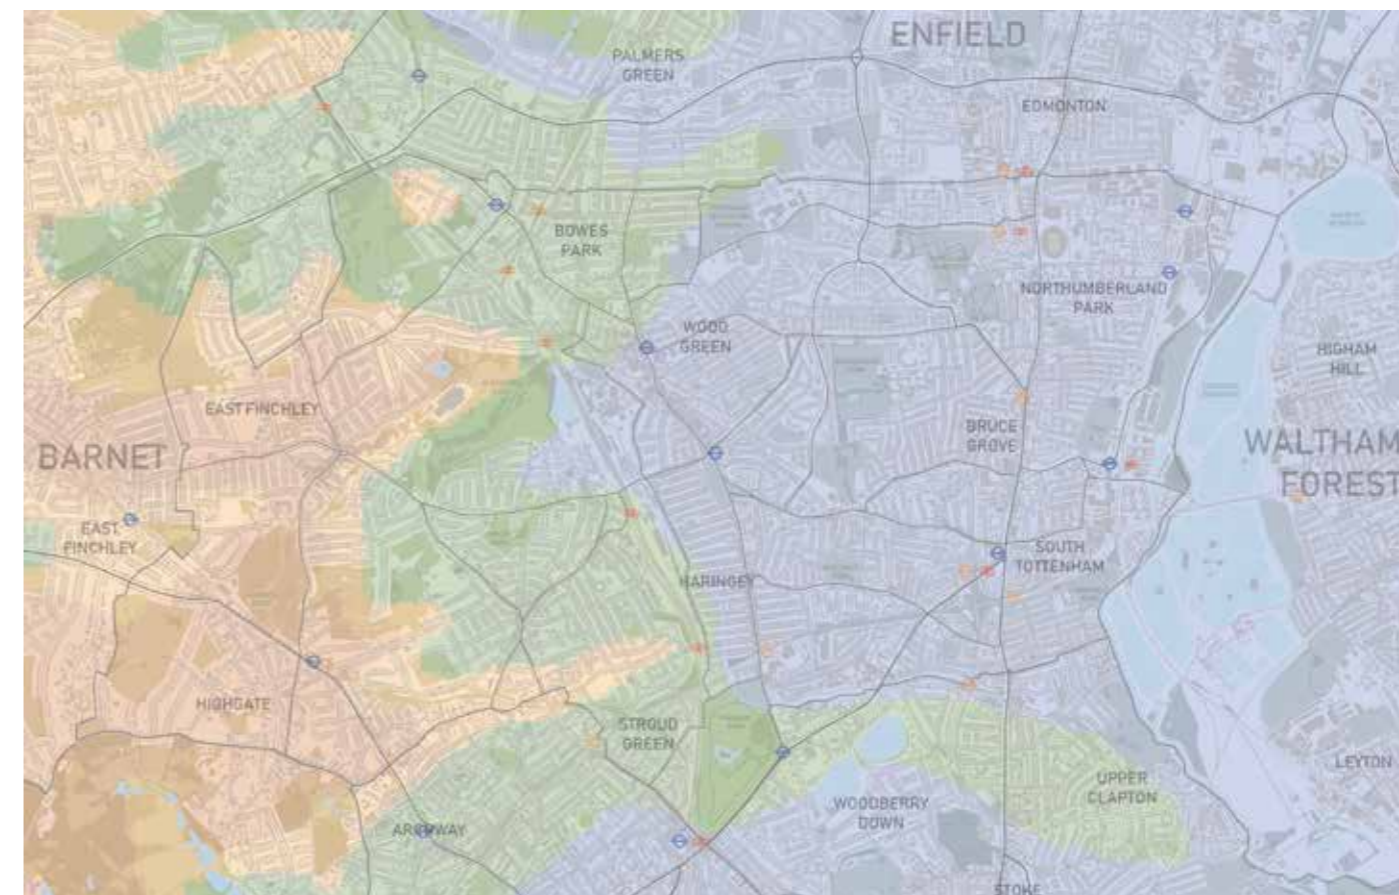 ENFIELD
PALMERS
GREEN
EDMONTON
BOWES
PARK
NORTHUMBERLAND
PARK
WOOD
GREEN
HIGHAM
HILL
EAST FINCHLEY
BRUCE
GROVE
BARNET
WALTHAM
FOREST
EAST
FINCHLEY
SOUTH
TOTTENHAM
HARINGEY
HIGHGATE
STROUD
GREEN
LEYTON
UPPER
CLAPTON
WOODBERRY
DOWN
ARCHWAY
STOKE